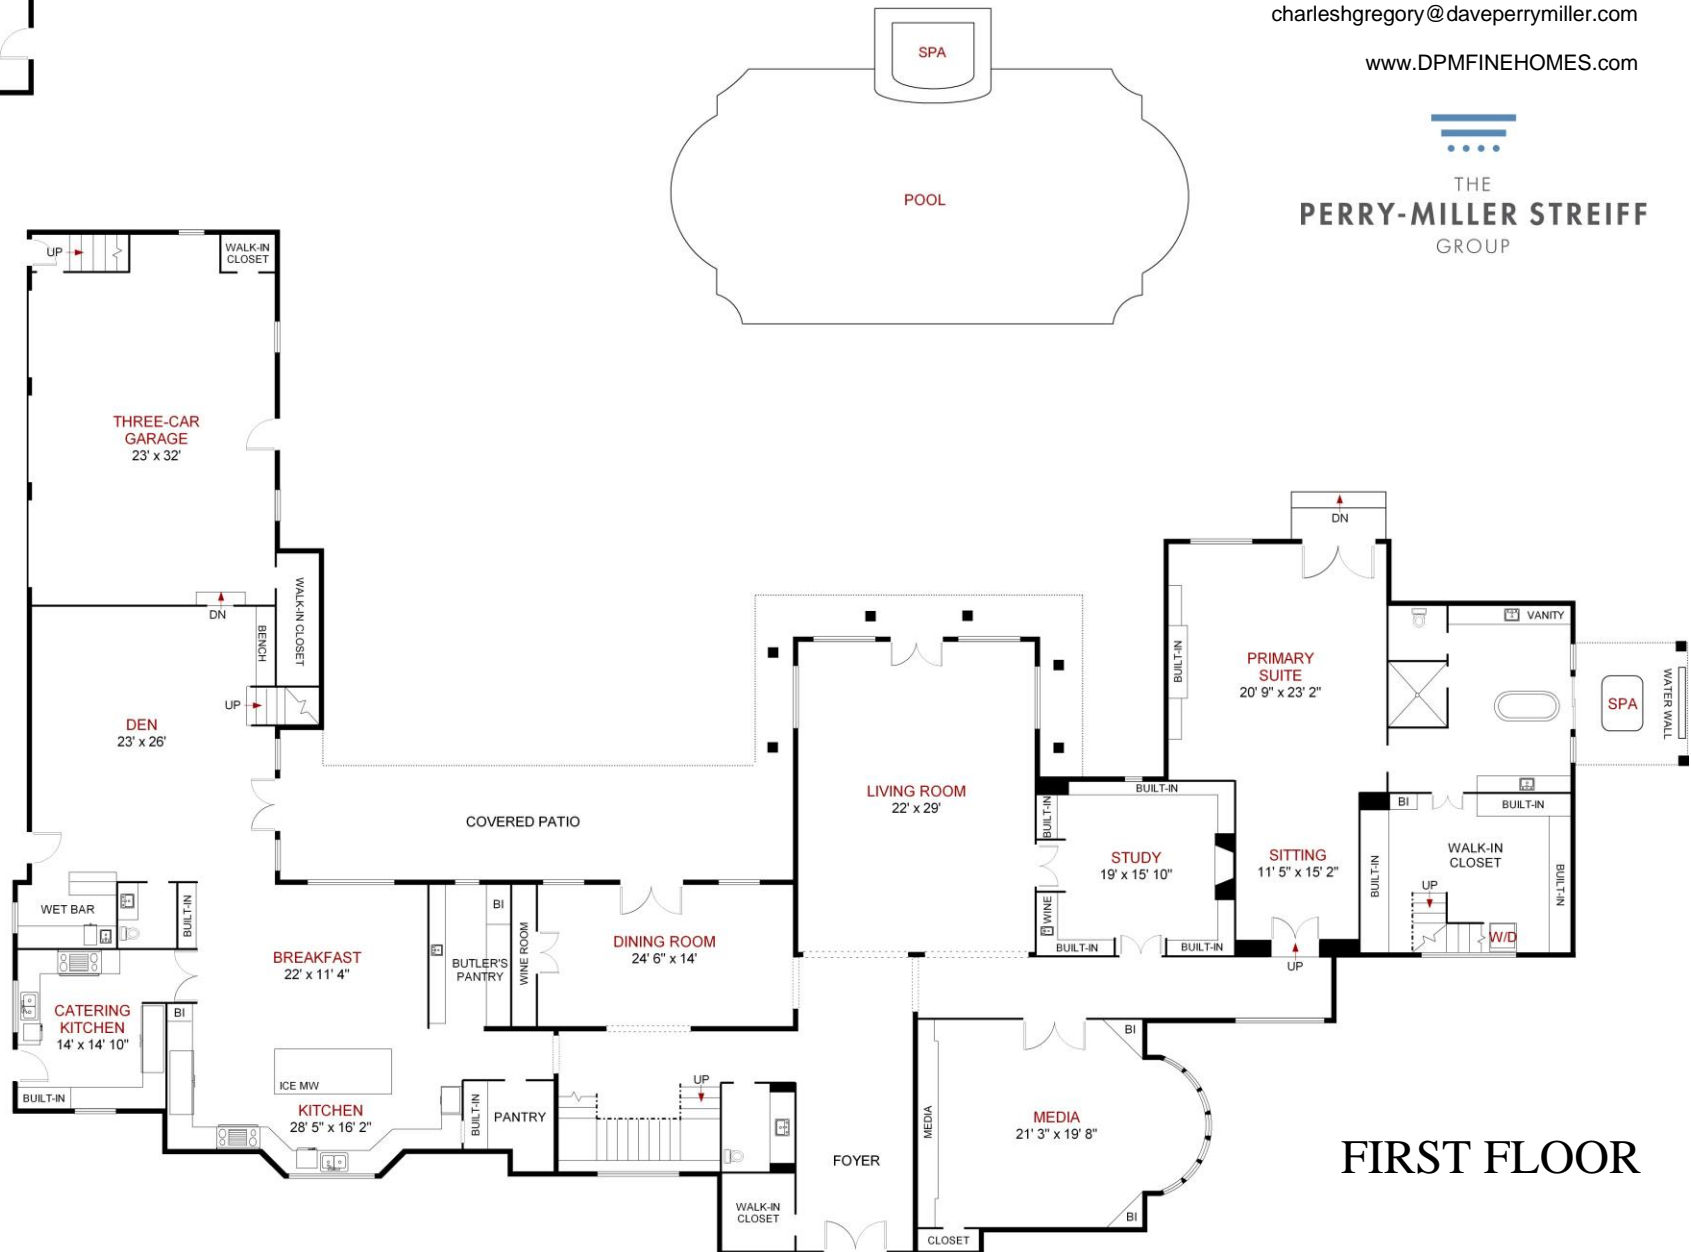 charleshgregory@daveperrymiller.com
www.DPMFINEHOMES.com
THE
PERRY-MILLER STREIFF
GROUP
SPA
POOL
UP
WALK-IN
CLOSET
THREE-CAR
GARAGE
23' x 32'
DN
BENCH
WALK-IN CLOSET
UP
DEN
23' x 26'
COVERED PATIO
WET BAR
BUILT-IN
CATERING
KITCHEN
14' x 14' 10"
BUILT-IN
BI
BREAKFAST
22' x 11' 4"
ICE MW
KITCHEN
28' 5" x 16' 2"
BUILT-IN
PANTRY
BI
BUTLER'S
PANTRY
WINE ROOM
DINING ROOM
24' 6" x 14'
UP
LIVING ROOM
22' x 29'
FOYER
WALK-IN
CLOSET
BUILT-IN
BUILT-IN
STUDY
19' x 15' 10"
WINE
BUILT-IN
BUILT-IN
MEDIA
MEDIA
21' 3" x 19' 8"
BI
BI
CLOSET
DN
BUILT-IN
PRIMARY
SUITE
20' 9" x 23' 2"
SITTING
11' 5" x 15' 2"
UP
VANITY
SPA
WATER WALL
BI
BUILT-IN
WALK-IN
CLOSET
BUILT-IN
BUILT-IN
UP
W/D
FIRST FLOOR